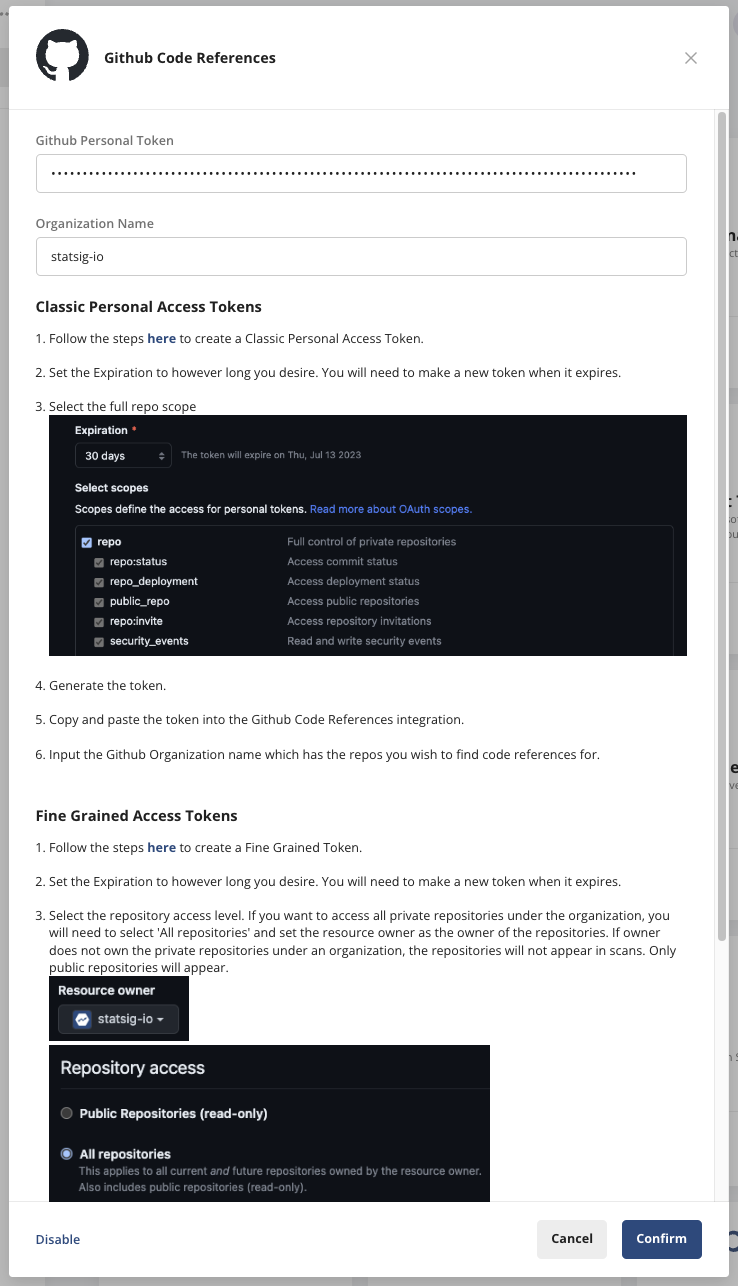 Github Code References
Github Personal Token
Organization Name
statsig-io
Classic Personal Access Tokens
1. Follow the steps here to create a Classic Personal Access Token.
2. Set the Expiration to however long you desire. You will need to make a new token when it expires.
3. Select the full repo scope
Expiration *
30 days The token will expire on Thu, Jul 13 2023
Select scopes
Scopes define the access for personal tokens. Read more about OAuth scopes.
repo Full control of private repositories
repo:status Access commit status
repo_deployment Access deployment status
public_repo Access public repositories
repo:invite Access repository invitations
security_events Read and write security events
4. Generate the token.
5. Copy and paste the token into the Github Code References integration.
6. Input the Github Organization name which has the repos you wish to find code references for.
Fine Grained Access Tokens
1. Follow the steps here to create a Fine Grained Token.
2. Set the Expiration to however long you desire. You will need to make a new token when it expires.
3. Select the repository access level. If you want to access all private repositories under the organization, you
will need to select 'All repositories' and set the resource owner as the owner of the repositories. If owner
does not own the private repositories under an organization, the repositories will not appear in scans. Only
public repositories will appear.
Resource owner
statsig-io
Repository access
Public Repositories (read-only)
All repositories
This applies to all current and future repositories owned by the resource owner.
Also includes public repositories (read-only).
Disable
Cancel
Confirm